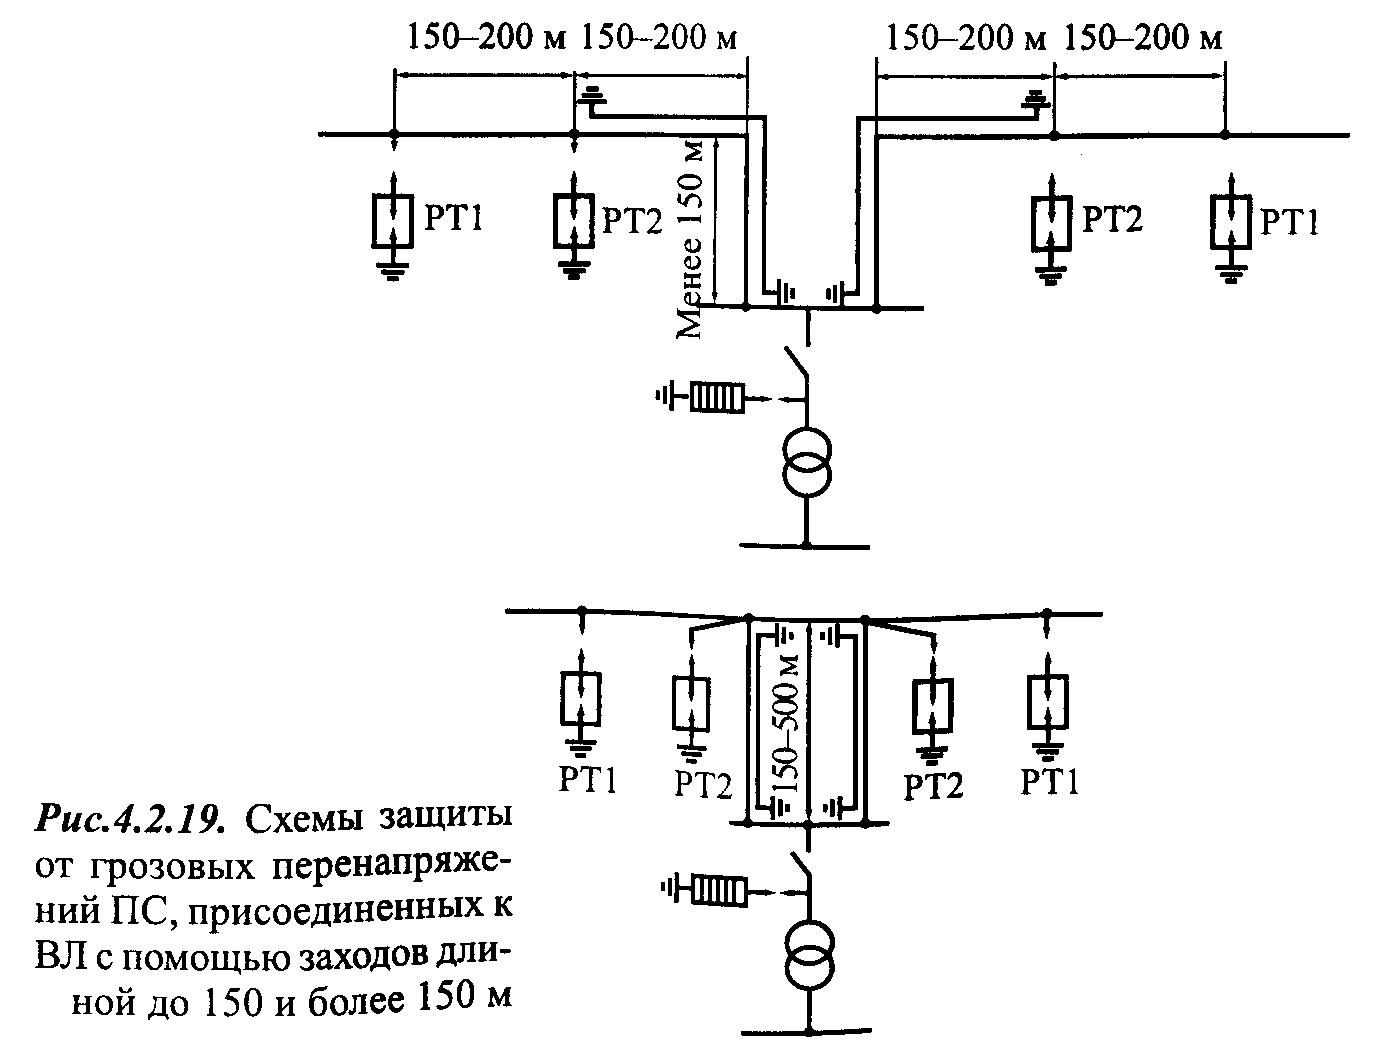 150–200 м 150–200 м
150–200 м 150–200 м
Менее 150 м
РТ1
РТ2
РТ2
РТ1
150–500 м
РТ1
РТ2
РТ2
РТ1
Рис.4.2.19. Схемы защиты
от грозовых перенапряже-
ний ПС, присоединенных к
ВЛ с помощью заходов дли-
ной до 150 и более 150 м